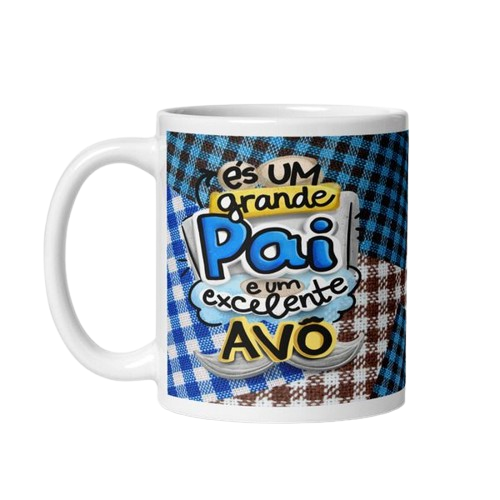 és UM
grande
Pai
e um
excelente
AVÔ